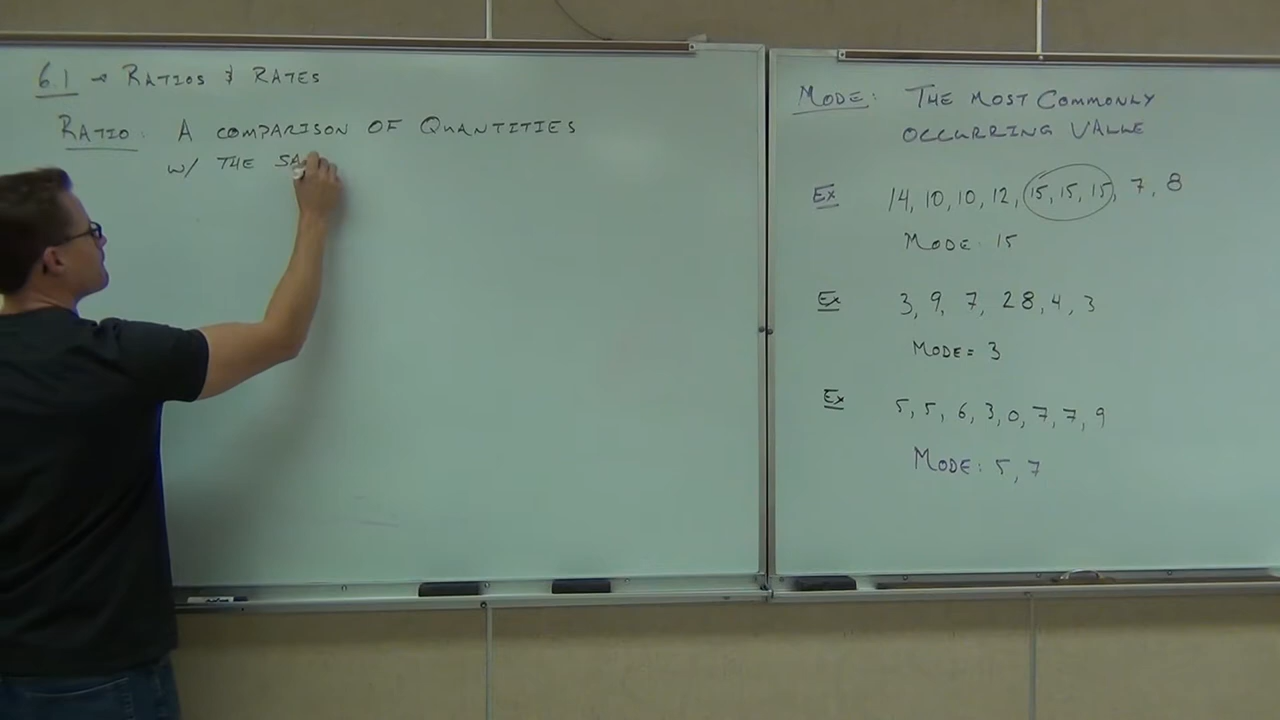 6.1 → RATIOS & RATES
RATIO: A COMPARISON OF QUANTITIES
W/ THE SA
MODE: THE MOST COMMONLY
OCCURRING VALUE
Ex 14, 10, 10, 12, 15, 15, 15, 7, 8
MODE: 15
Ex 3, 9, 7, 28, 4, 3
MODE = 3
Ex 5, 5, 6, 3, 0, 7, 7, 9
MODE: 5, 7